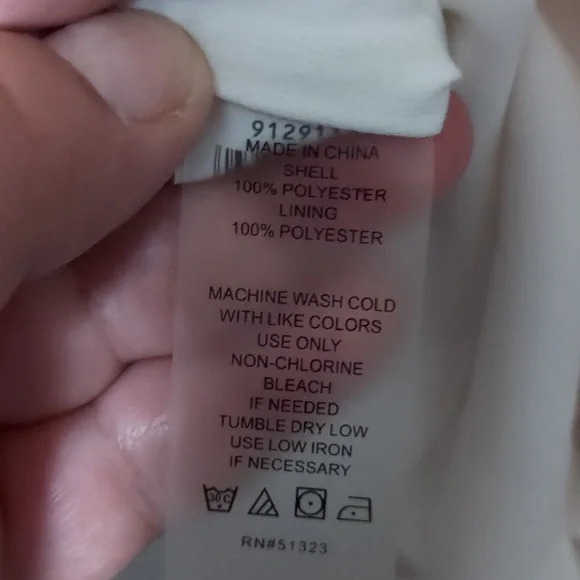 MADE IN CHINA
SHELL
100% POLYESTER
LINING
100% POLYESTER
MACHINE WASH COLD
WITH LIKE COLORS
USE ONLY
NON-CHLORINE
BLEACH
IF NEEDED
TUMBLE DRY LOW
USE LOW IRON
IF NECESSARY
30 C
RN#51323